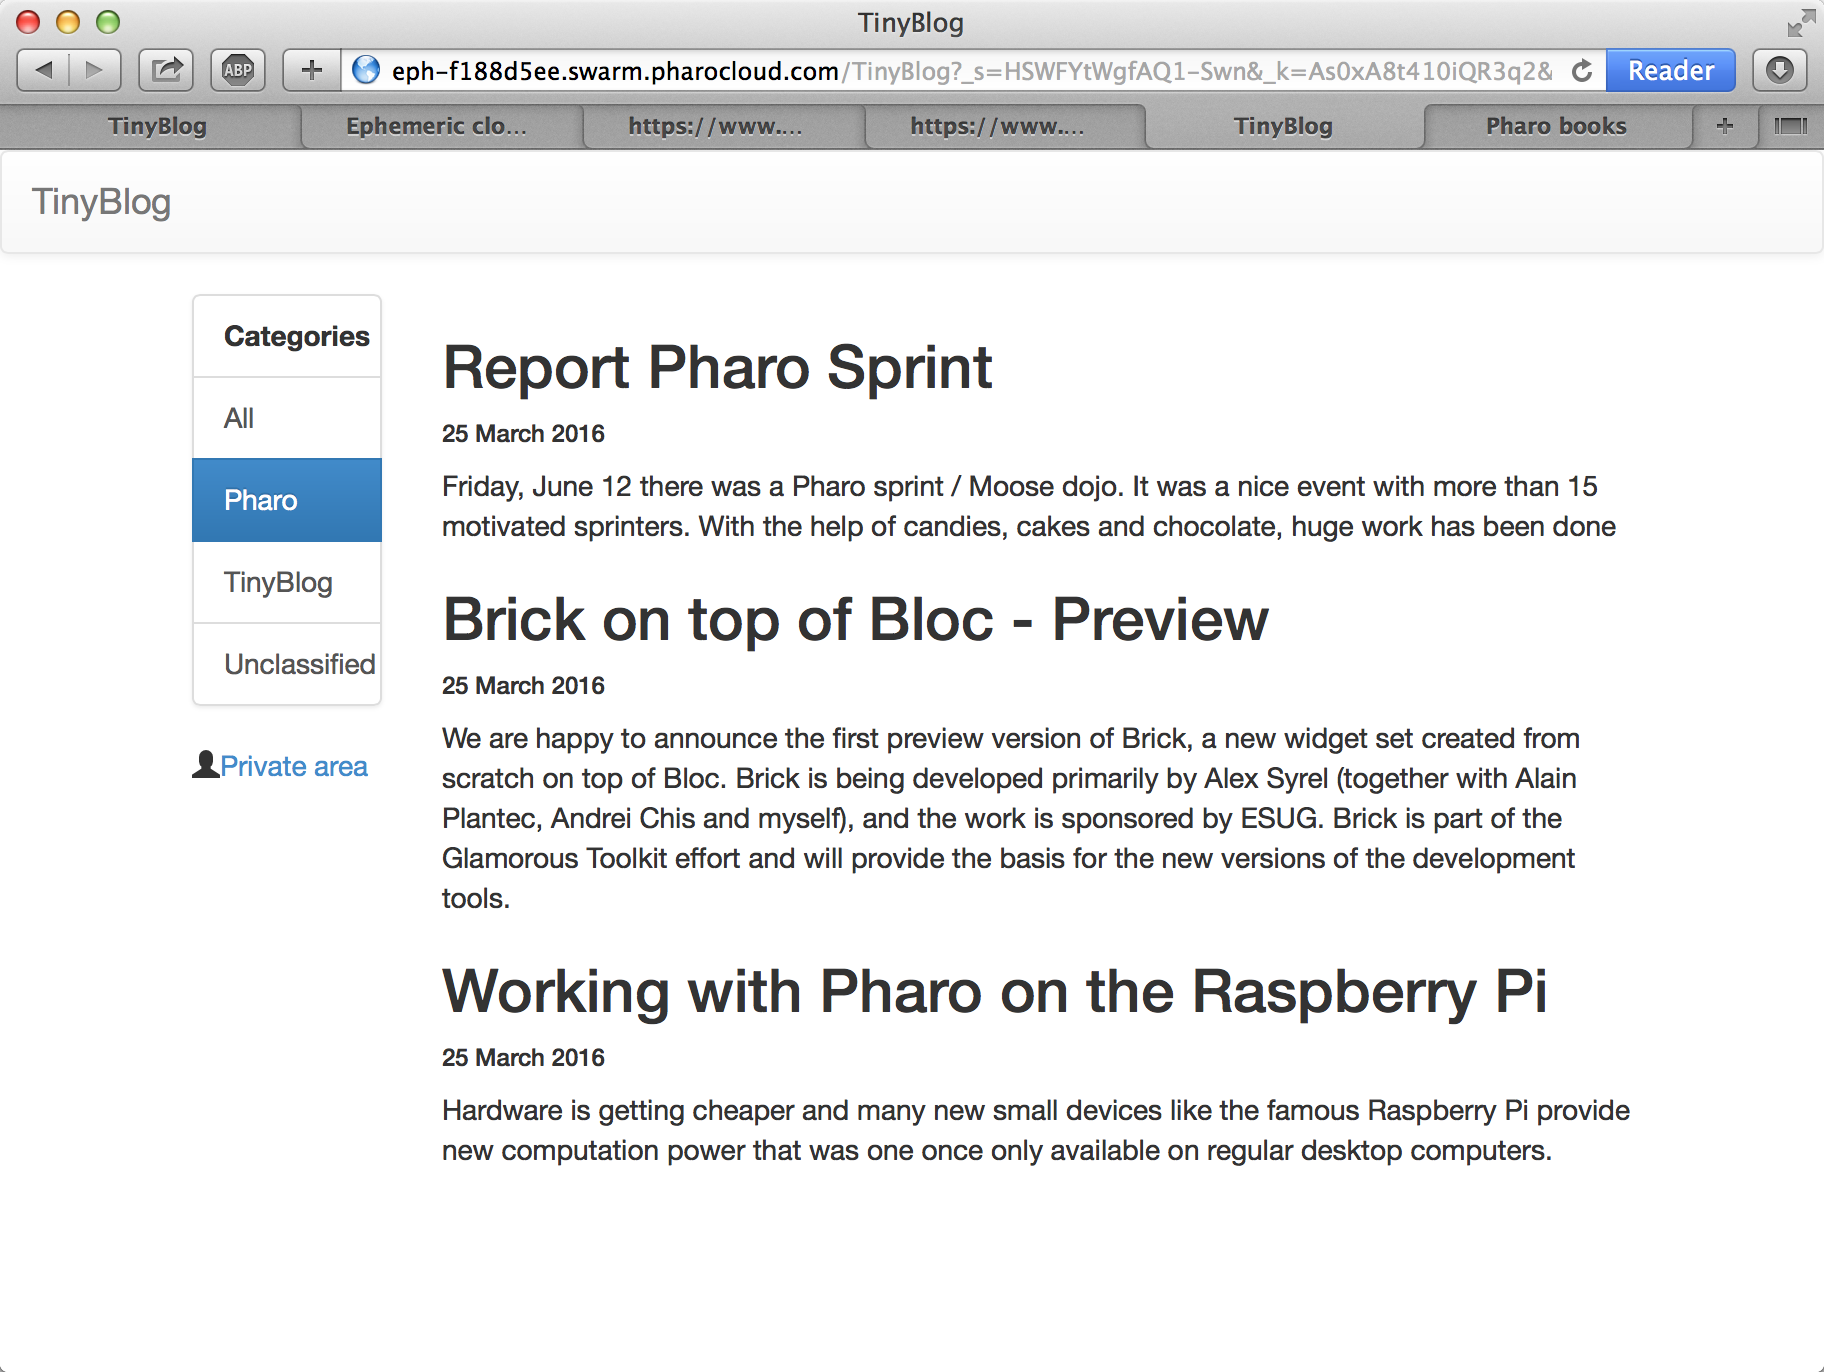 TinyBlog
ABP
eph-f188d5ee.swarm.pharocloud.com/TinyBlog?_s=HSWFYtWgfAQ1-Swn&_k=As0xA8t410iQR3q2&
Reader
TinyBlog
Ephemeric clo...
https://www....
https://www....
TinyBlog
Pharo books
TinyBlog
Categories
All
Pharo
TinyBlog
Unclassified
Private area
Report Pharo Sprint
25 March 2016
Friday, June 12 there was a Pharo sprint / Moose dojo. It was a nice event with more than 15
motivated sprinters. With the help of candies, cakes and chocolate, huge work has been done
Brick on top of Bloc - Preview
25 March 2016
We are happy to announce the first preview version of Brick, a new widget set created from
scratch on top of Bloc. Brick is being developed primarily by Alex Syrel (together with Alain
Plantec, Andrei Chis and myself), and the work is sponsored by ESUG. Brick is part of the
Glamorous Toolkit effort and will provide the basis for the new versions of the development
tools.
Working with Pharo on the Raspberry Pi
25 March 2016
Hardware is getting cheaper and many new small devices like the famous Raspberry Pi provide
new computation power that was one once only available on regular desktop computers.